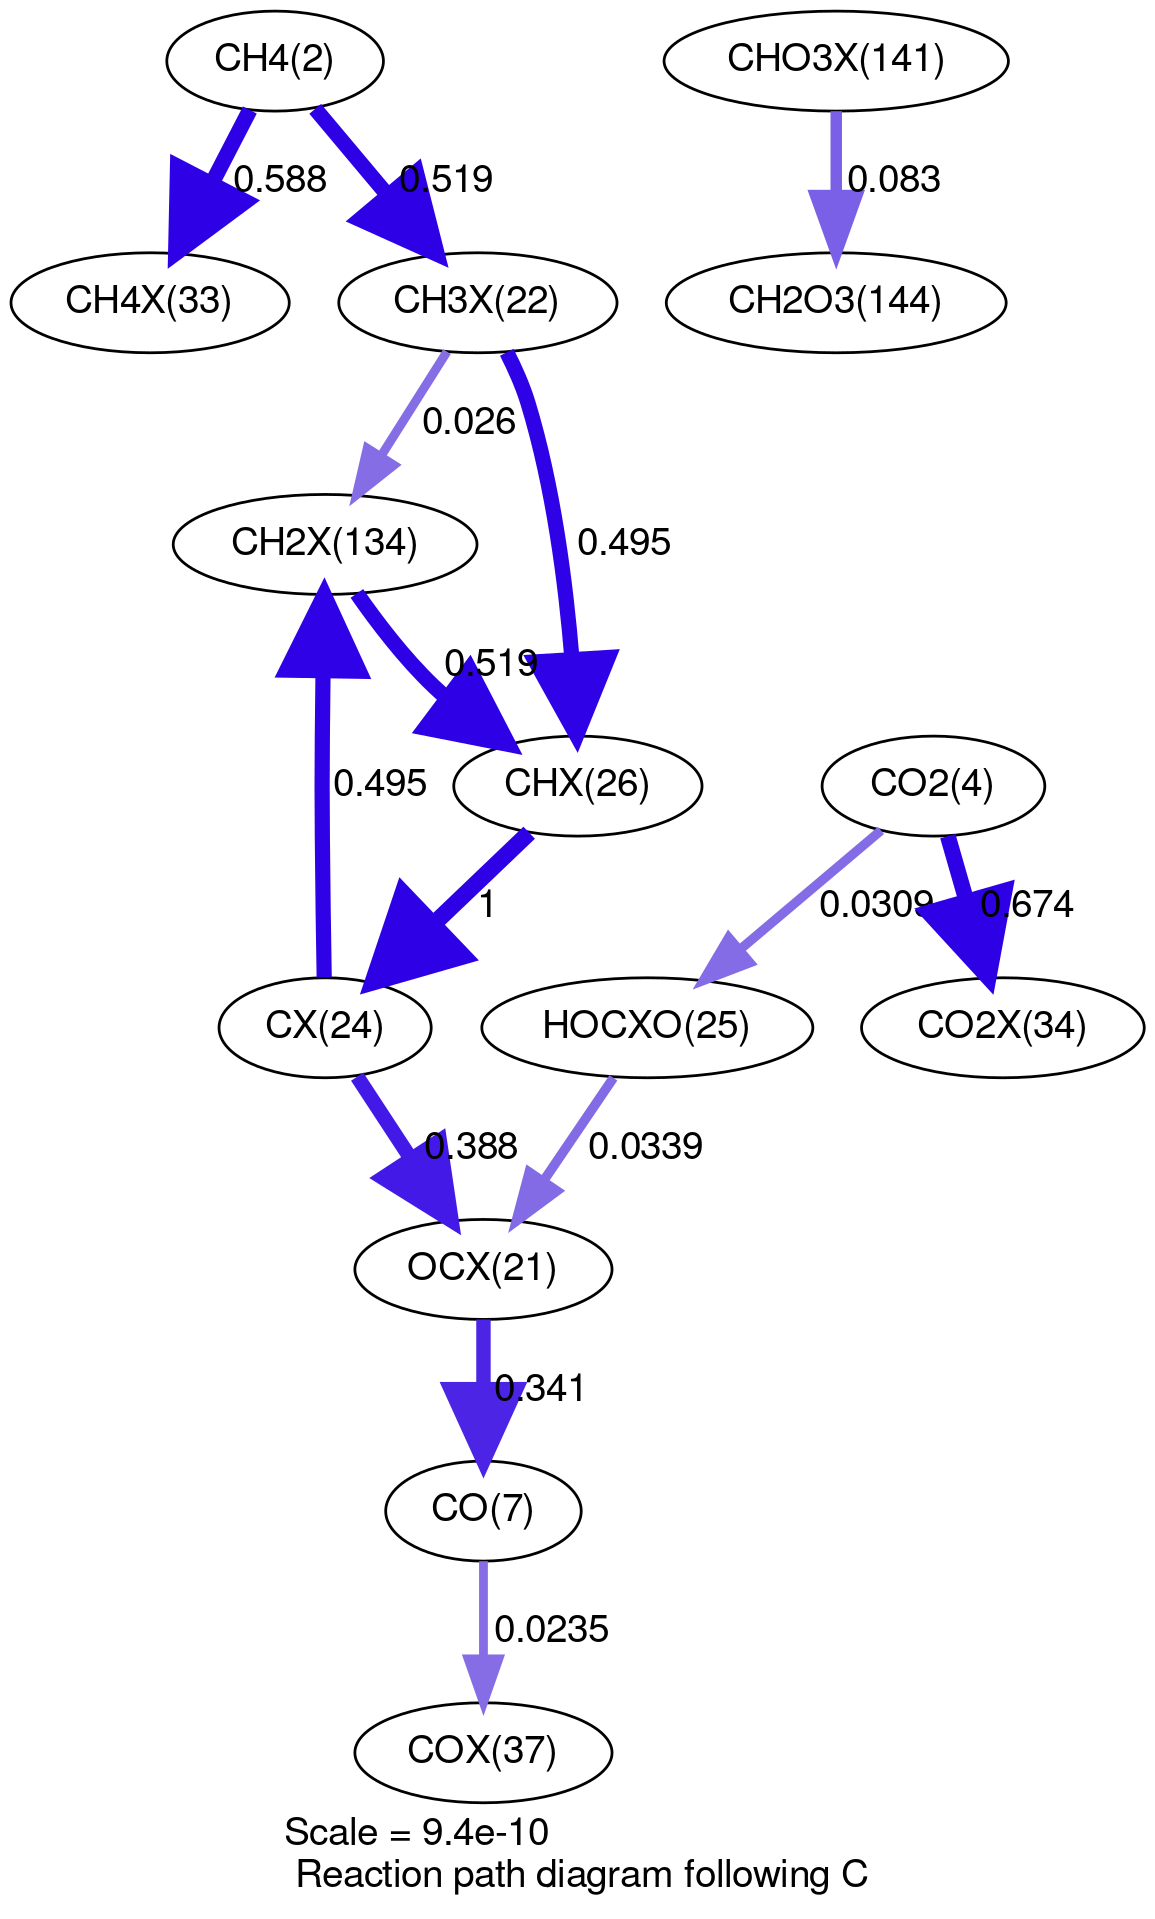 CH4(2)
CHO3X(141)
0.588
0.519
0.083
CH4X(33)
CH3X(22)
CH2O3(144)
0.026
CH2X(134)
0.495
0.519
0.495
CHX(26)
CO2(4)
1
0.0309
0.674
CX(24)
HOCXO(25)
CO2X(34)
0.388
0.0339
OCX(21)
0.341
CO(7)
0.0235
COX(37)
Scale = 9.4e-10
Reaction path diagram following C